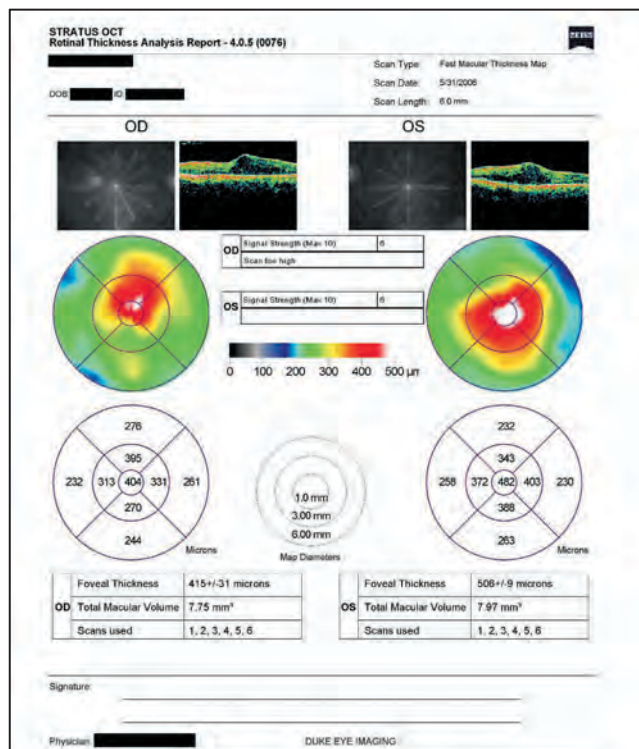 STRATUS OCT
Retinal Thickness Analysis Report - 4.0.5 (0076)
ZEISS
Scan Type: Fast Macular Thickness Map
DOB: ID: Scan Date: 5/31/2006
Scan Length: 6.0 mm
OD OS
OD Signal Strength (Max 10) 6
Scan too high
OS Signal Strength (Max 10) 6
0 100 200 300 400 500 µm
276
395
232 313 404 331 261
270
244
Microns
1.0 mm
3.00 mm
6.00 mm
Map Diameters
232
343
258 372 482 403 230
388
263
Microns
OD
Foveal Thickness 415+/-31 microns
Total Macular Volume 7.75 mm³
Scans used 1, 2, 3, 4, 5, 6
OS
Foveal Thickness 506+/-9 microns
Total Macular Volume 7.97 mm³
Scans used 1, 2, 3, 4, 5, 6
Signature:
Physician: DUKE EYE IMAGING